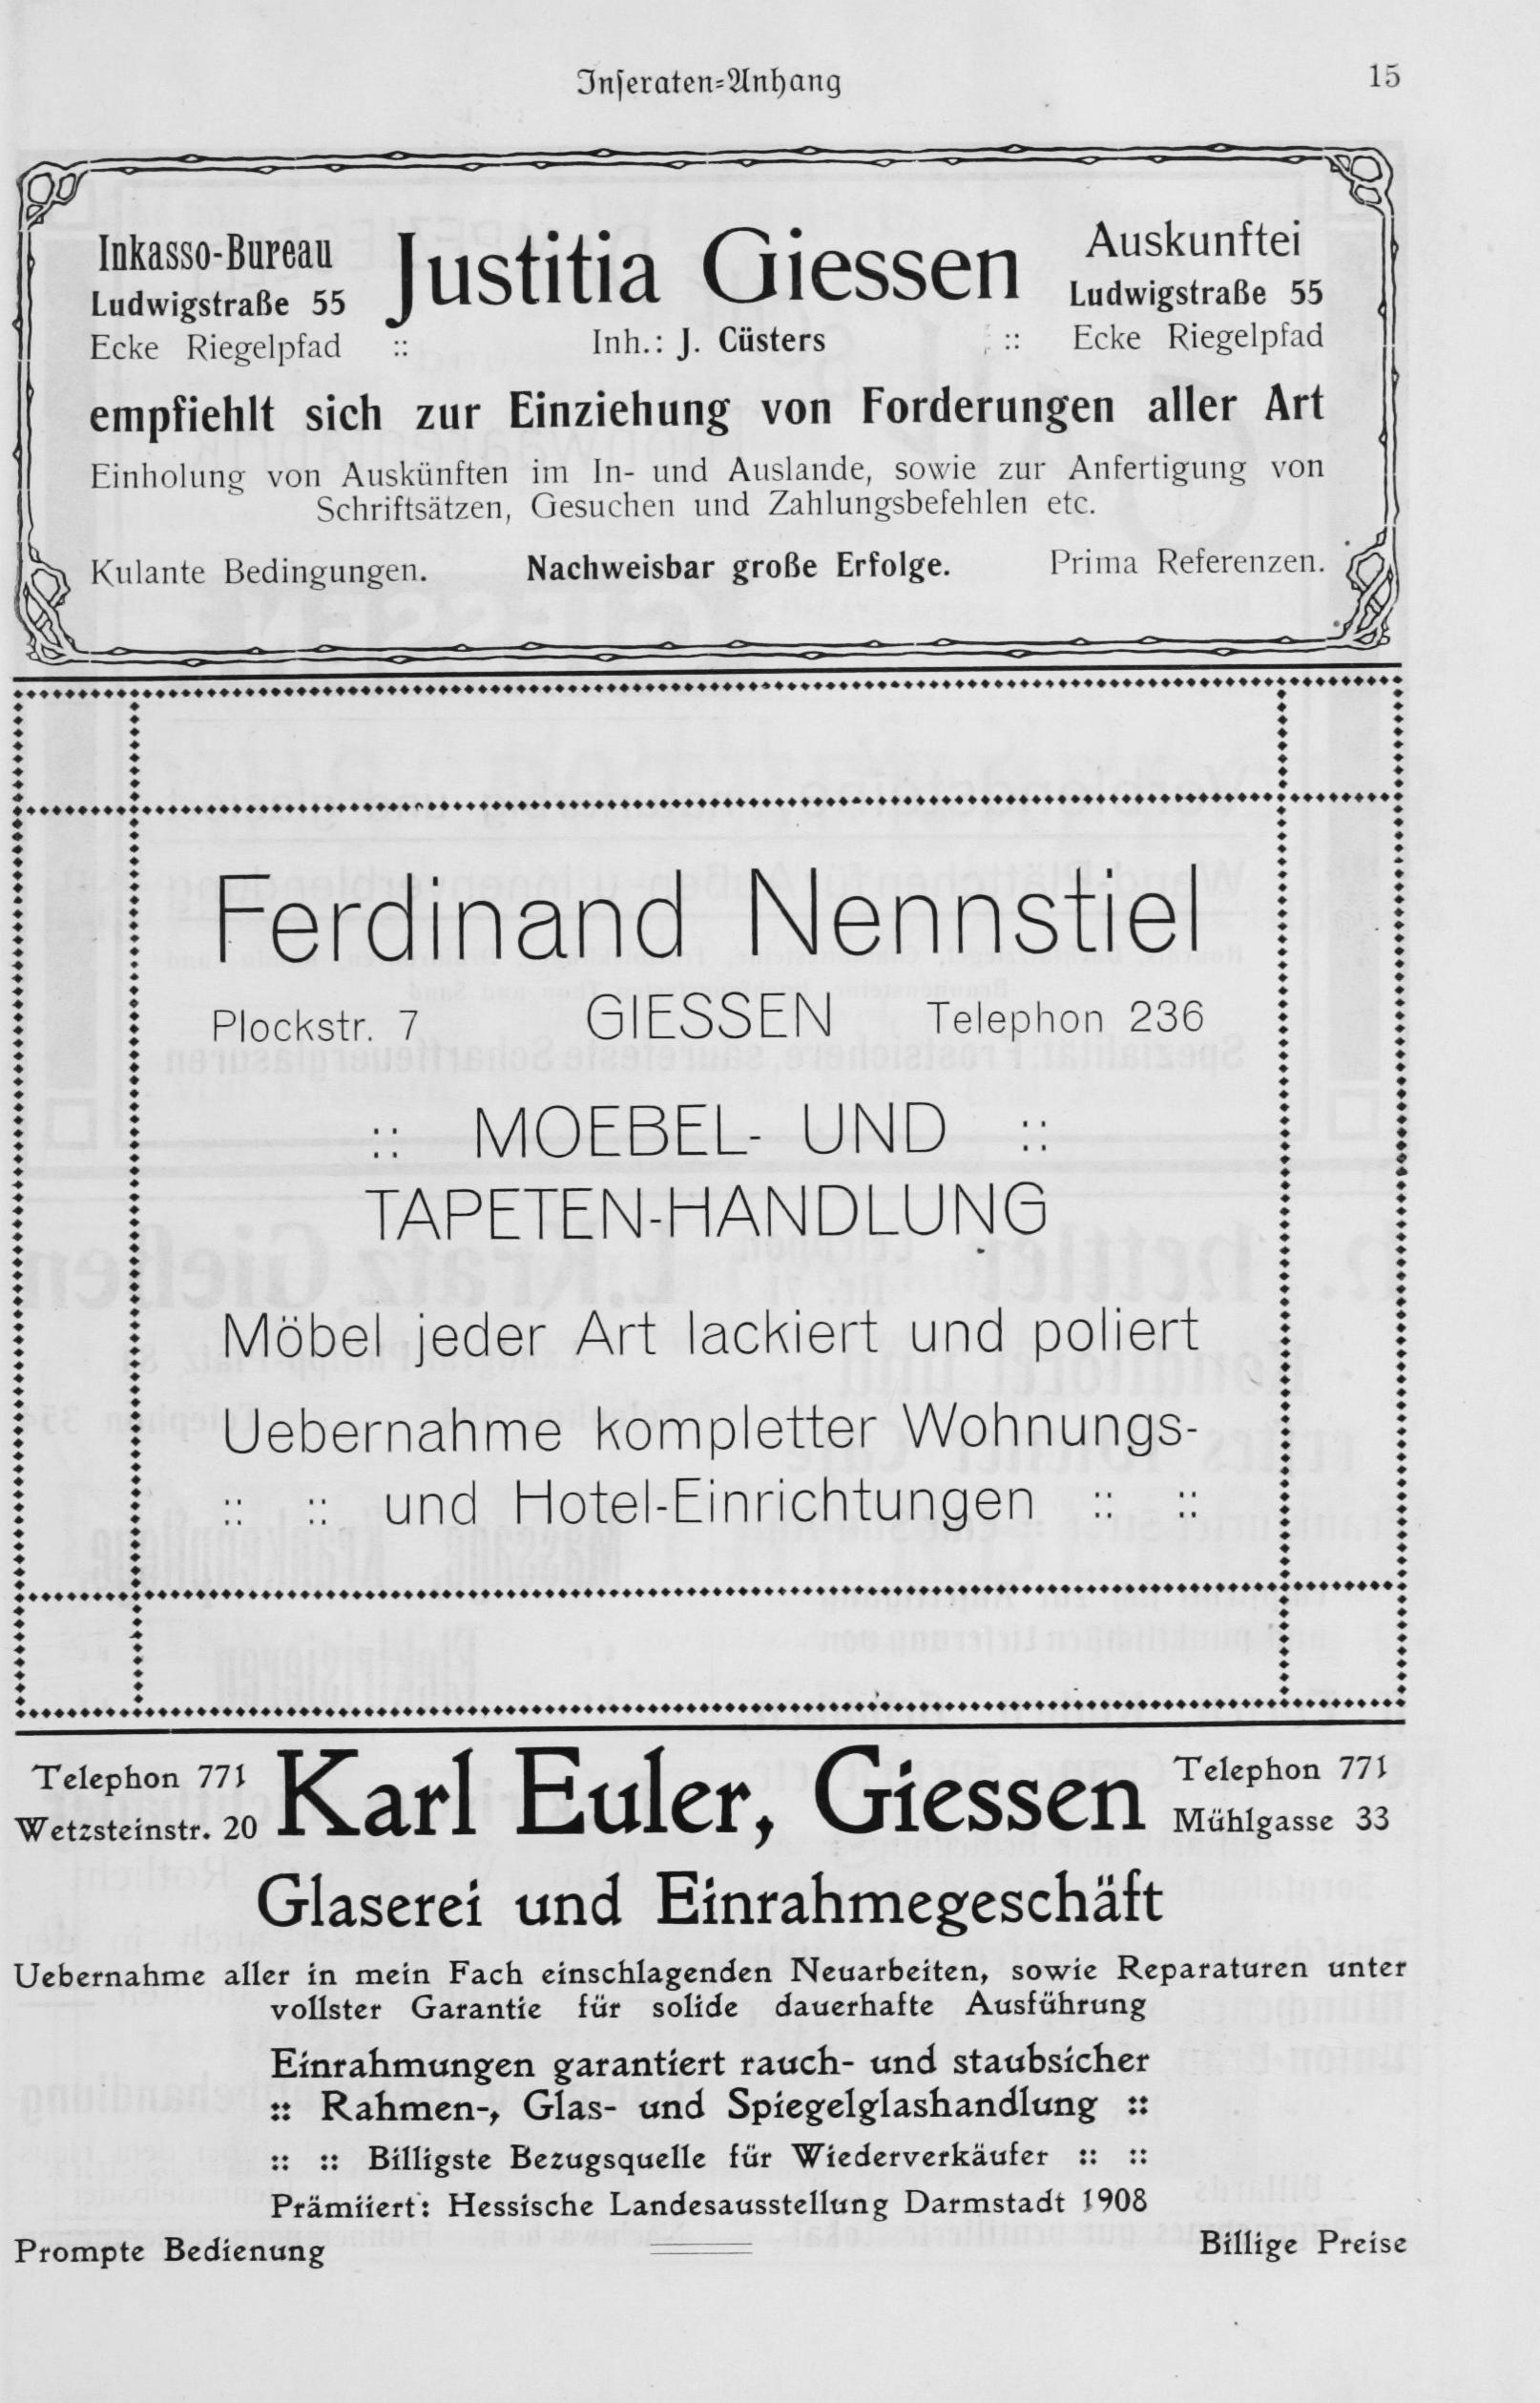 Inseraten-Anhang 15
Inkasso-Bureau Justitia Giessen Auskunftei
Ludwigstraße 55 Ludwigstraße 55
Ecke Riegelpfad :: Inh.: J. Cüsters :: Ecke Riegelpfad
empfiehlt sich zur Einziehung von Forderungen aller Art
Einholung von Auskünften im In- und Auslande, sowie zur Anfertigung von
Schriftsätzen, Gesuchen und Zahlungsbefehlen etc.
Kulante Bedingungen. Nachweisbar große Erfolge. Prima Referenzen.
Ferdinand Nennstiel
Plockstr. 7 GIESSEN Telephon 236
:: MOEBEL- UND ::
TAPETEN-HANDLUNG
Möbel jeder Art lackiert und poliert
Uebernahme kompletter Wohnungs-
:: :: und Hotel-Einrichtungen :: ::
Telephon 771 Karl Euler, Giessen Telephon 771
Wetzsteinstr. 20 Mühlgasse 33
Glaserei und Einrahmegeschäft
Uebernahme aller in mein Fach einschlagenden Neuarbeiten, sowie Reparaturen unter
vollster Garantie für solide dauerhafte Ausführung
Einrahmungen garantiert rauch- und staubsicher
:: Rahmen-, Glas- und Spiegelglashandlung ::
:: :: Billigste Bezugsquelle für Wiederverkäufer :: ::
Prämiiert: Hessische Landesausstellung Darmstadt 1908
Prompte Bedienung Billige Preise